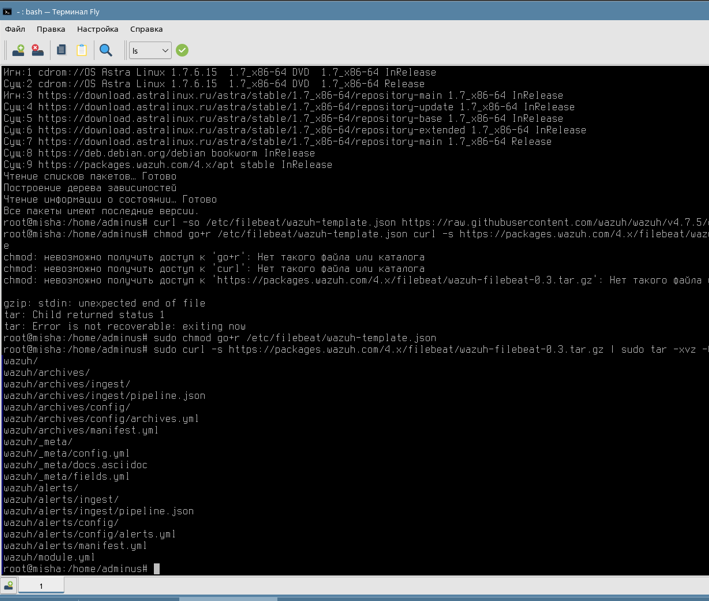 ~ : bash — Терминал Fly
Файл Правка Настройка Справка
ls
Игн:1 cdrom://OS Astra Linux 1.7.6.15 1.7_x86-64 DVD 1.7_x86-64 InRelease
Сущ:2 cdrom://OS Astra Linux 1.7.6.15 1.7_x86-64 DVD 1.7_x86-64 Release
Игн:3 https://download.astralinux.ru/astra/stable/1.7_x86-64/repository-main 1.7_x86-64 InRelease
Сущ:4 https://download.astralinux.ru/astra/stable/1.7_x86-64/repository-update 1.7_x86-64 InRelease
Сущ:5 https://download.astralinux.ru/astra/stable/1.7_x86-64/repository-base 1.7_x86-64 InRelease
Сущ:6 https://download.astralinux.ru/astra/stable/1.7_x86-64/repository-extended 1.7_x86-64 InRelease
Сущ:7 https://download.astralinux.ru/astra/stable/1.7_x86-64/repository-main 1.7_x86-64 Release
Сущ:8 https://deb.debian.org/debian bookworm InRelease
Сущ:9 https://packages.wazuh.com/4.x/apt stable InRelease
Чтение списков пакетов… Готово
Построение дерева зависимостей
Чтение информации о состоянии… Готово
Все пакеты имеют последние версии.
root@misha:/home/adminus# curl -so /etc/filebeat/wazuh-template.json https://raw.githubusercontent.com/wazuh/wazuh/v4.7.5/
root@misha:/home/adminus# chmod go+r /etc/filebeat/wazuh-template.json curl -s https://packages.wazuh.com/4.x/filebeat/waz
e
chmod: невозможно получить доступ к 'go+r': Нет такого файла или каталога
chmod: невозможно получить доступ к 'curl': Нет такого файла или каталога
chmod: невозможно получить доступ к 'https://packages.wazuh.com/4.x/filebeat/wazuh-filebeat-0.3.tar.gz': Нет такого файла
gzip: stdin: unexpected end of file
tar: Child returned status 1
tar: Error is not recoverable: exiting now
root@misha:/home/adminus# sudo chmod go+r /etc/filebeat/wazuh-template.json
root@misha:/home/adminus# sudo curl -s https://packages.wazuh.com/4.x/filebeat/wazuh-filebeat-0.3.tar.gz | sudo tar -xvz -
wazuh/
wazuh/archives/
wazuh/archives/ingest/
wazuh/archives/ingest/pipeline.json
wazuh/archives/config/
wazuh/archives/config/archives.yml
wazuh/archives/manifest.yml
wazuh/_meta/
wazuh/_meta/config.yml
wazuh/_meta/docs.asciidoc
wazuh/_meta/fields.yml
wazuh/alerts/
wazuh/alerts/ingest/
wazuh/alerts/ingest/pipeline.json
wazuh/alerts/config/
wazuh/alerts/config/alerts.yml
wazuh/alerts/manifest.yml
wazuh/module.yml
root@misha:/home/adminus#
1